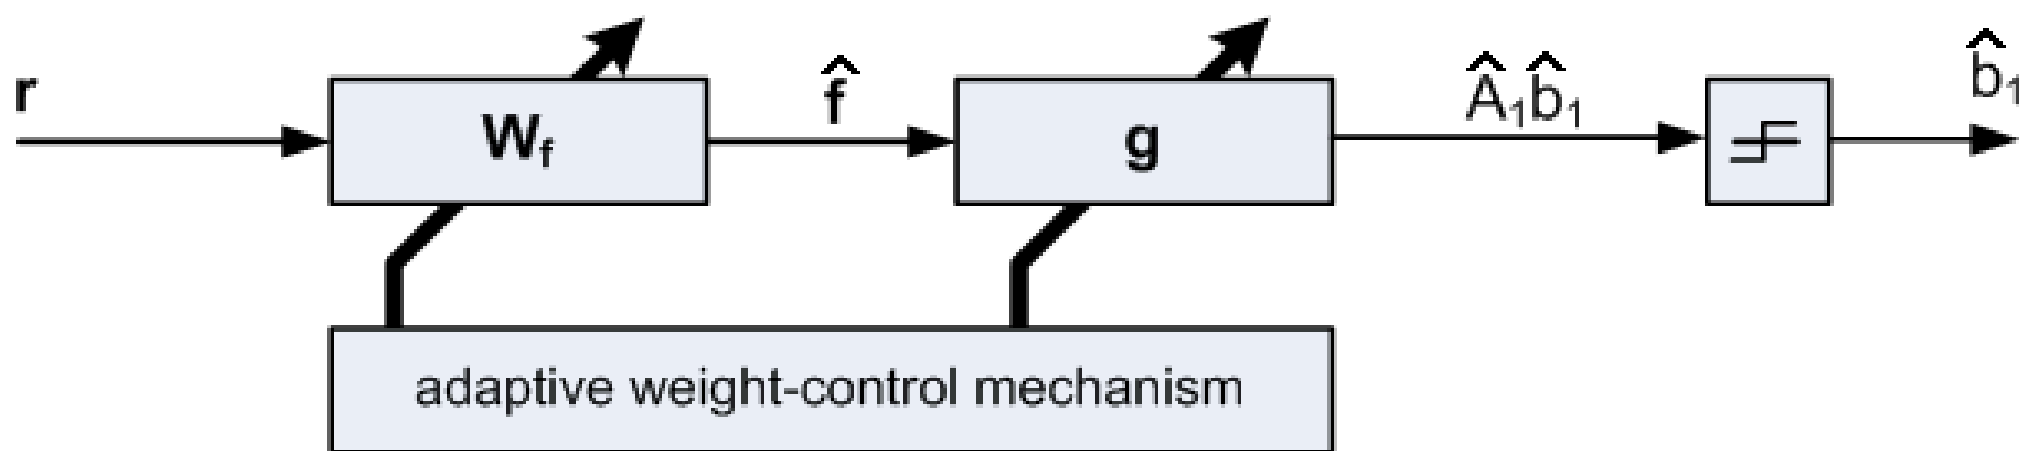 r
W_f
f̂
g
Â₁b̂₁
b̂₁
adaptive weight-control mechanism